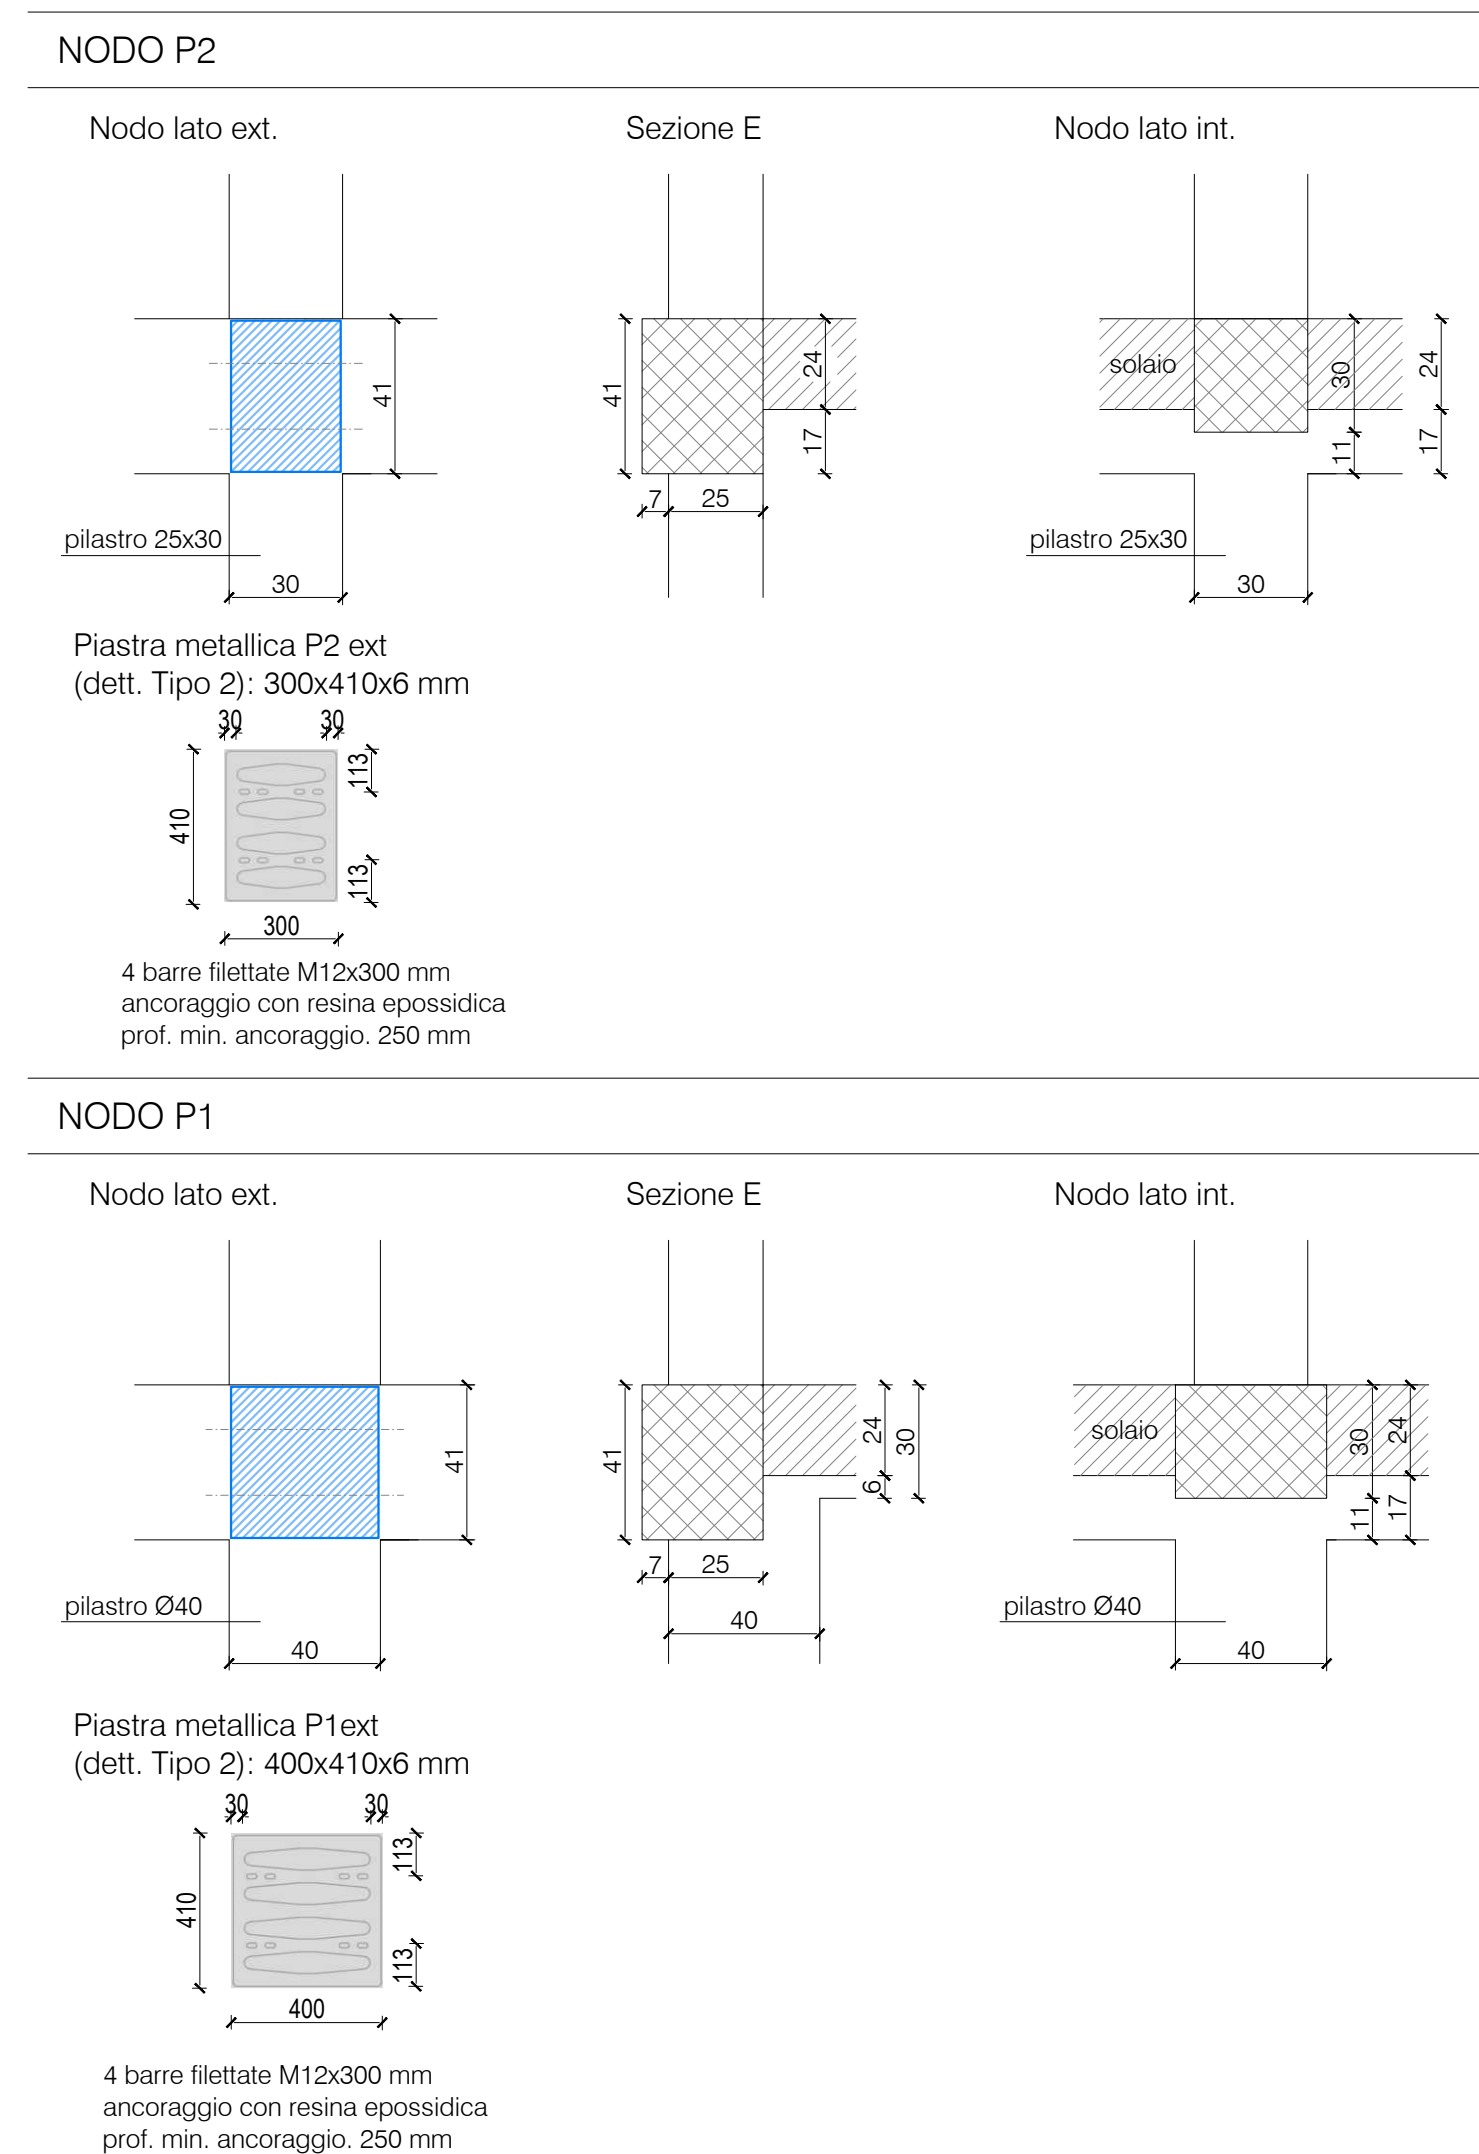 NODO P2
Nodo lato ext.
Sezione E
Nodo lato int.
41
41
24
17
solaio
30
24
11
17
7
25
pilastro 25x30
pilastro 25x30
30
30
Piastra metallica P2 ext
(dett. Tipo 2): 300x410x6 mm
30
30
113
410
113
300
4 barre filettate M12x300 mm
ancoraggio con resina epossidica
prof. min. ancoraggio. 250 mm
NODO P1
Nodo lato ext.
Sezione E
Nodo lato int.
41
41
24
30
6
solaio
30
24
11
17
7
25
pilastro Ø40
40
pilastro Ø40
40
40
Piastra metallica P1ext
(dett. Tipo 2): 400x410x6 mm
30
30
113
410
113
400
4 barre filettate M12x300 mm
ancoraggio con resina epossidica
prof. min. ancoraggio. 250 mm